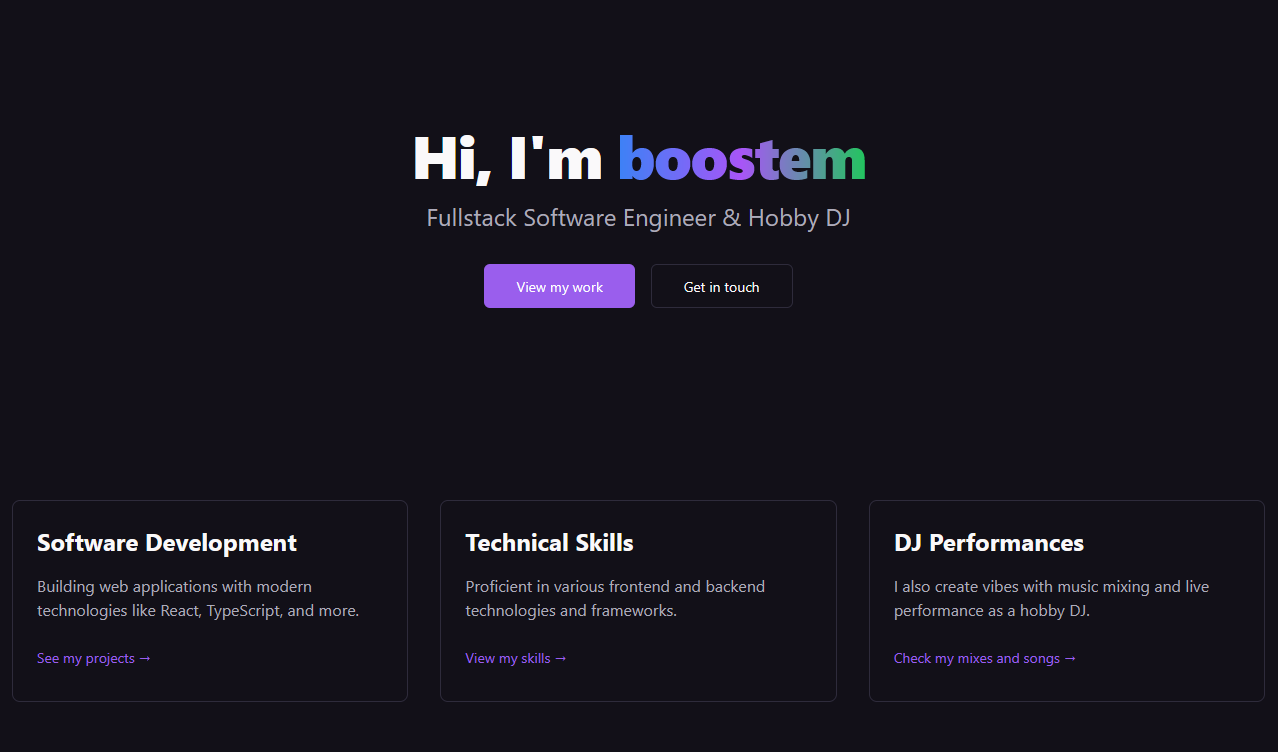 Hi, I'm boostem
Fullstack Software Engineer & Hobby DJ
View my work
Get in touch
Software Development
Building web applications with modern
technologies like React, TypeScript, and more.
See my projects →
Technical Skills
Proficient in various frontend and backend
technologies and frameworks.
View my skills →
DJ Performances
I also create vibes with music mixing and live
performance as a hobby DJ.
Check my mixes and songs →